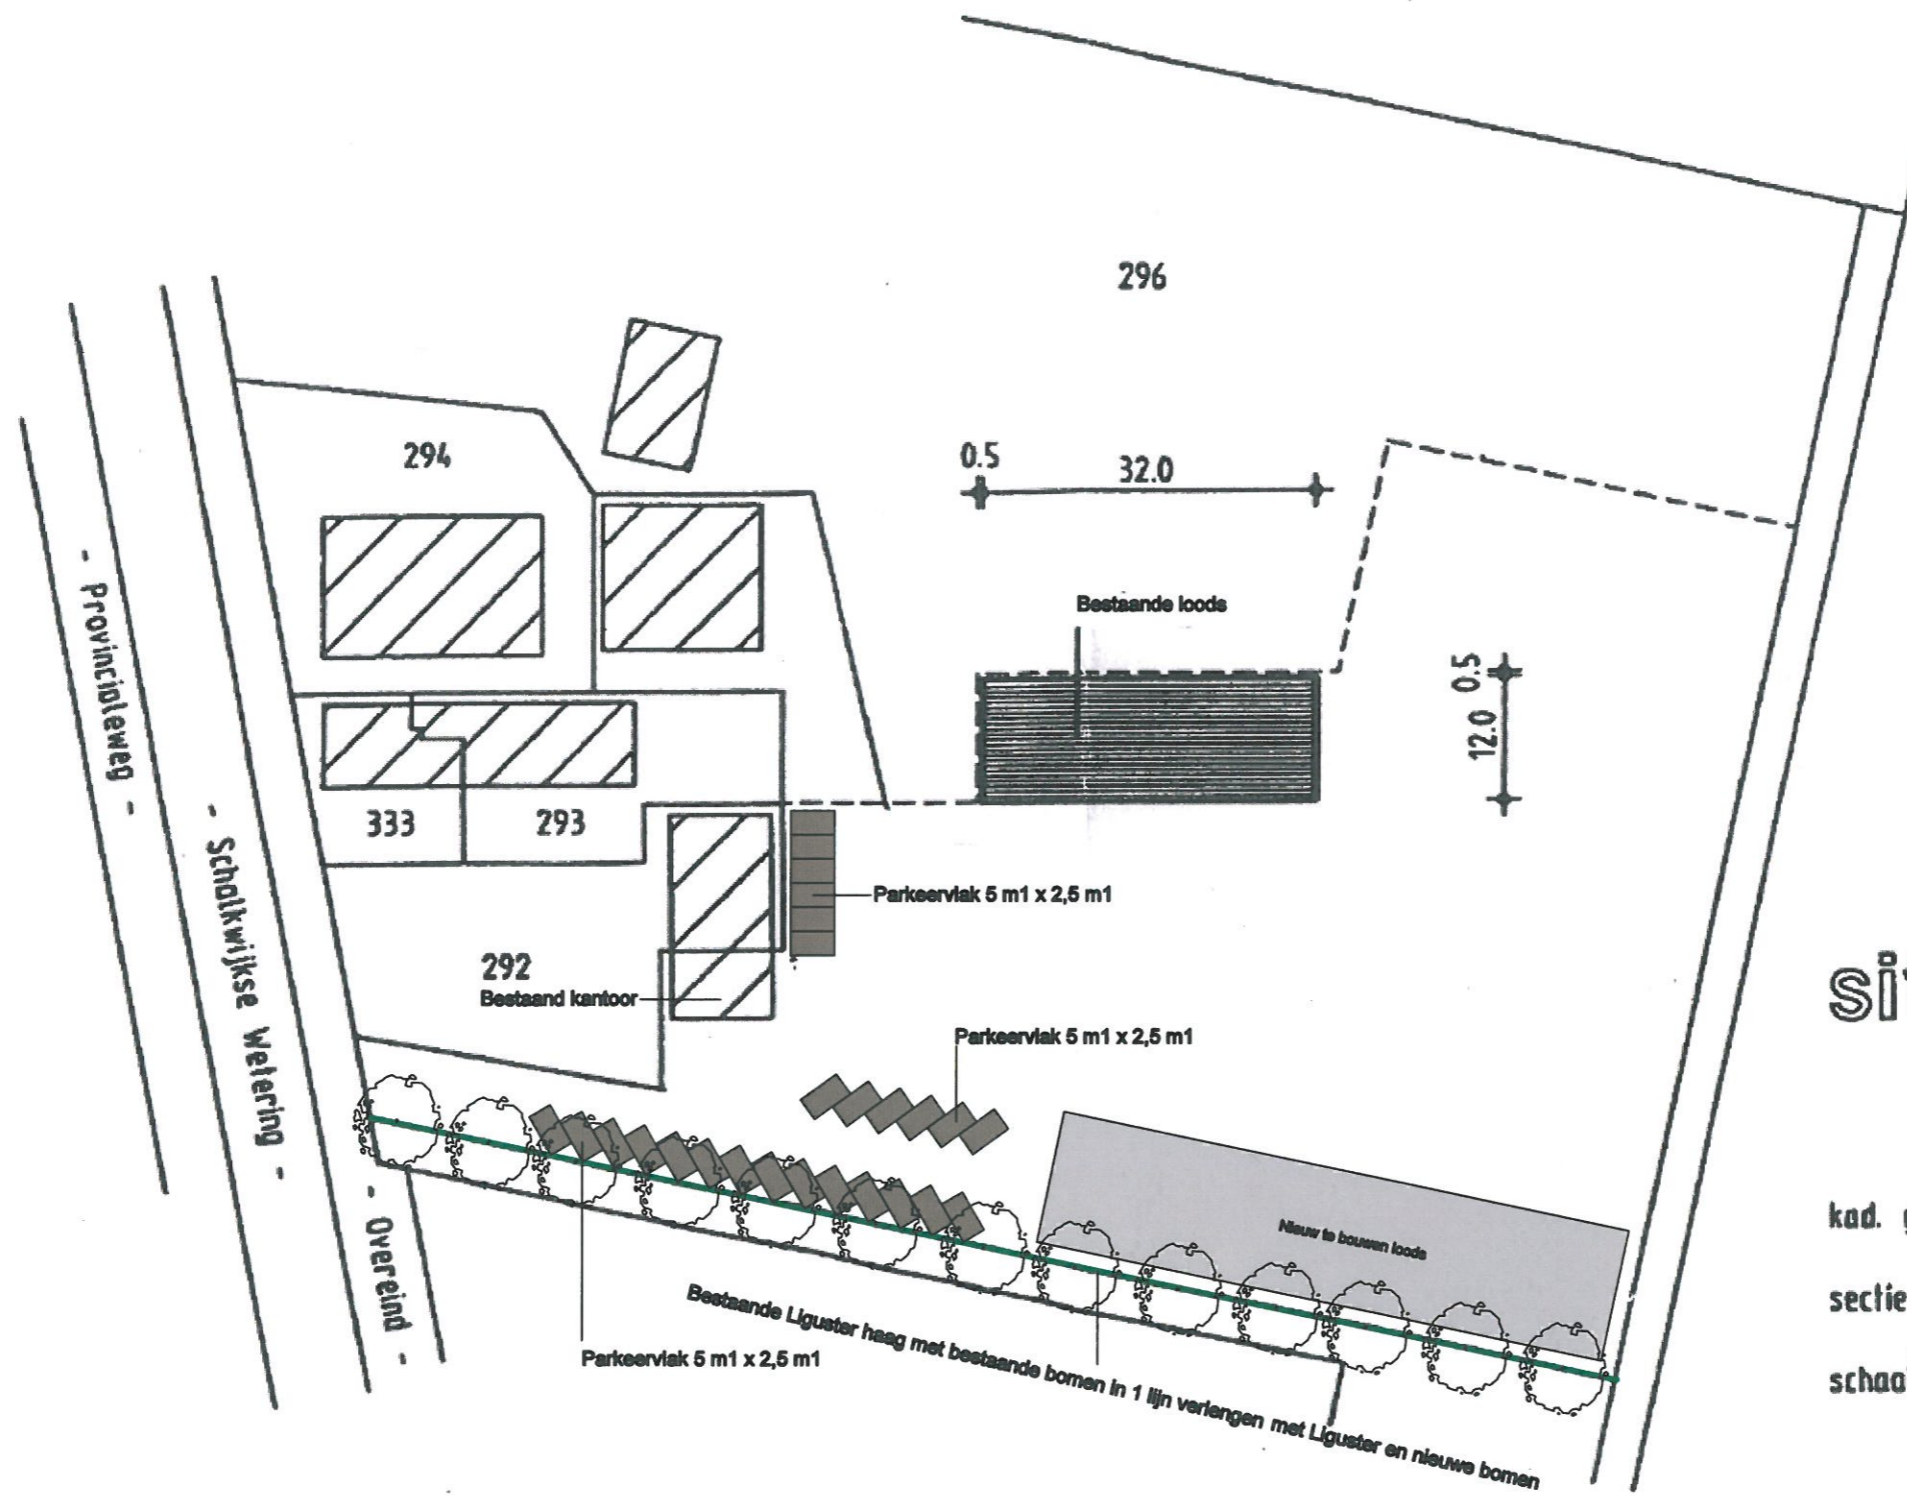 296
294
0.5
32.0
- Provincialeweg -
Bestaande loods
0.5
12.0
333
293
Parkeervlak 5 m1 x 2,5 m1
- Schalkwijkse Wetering -
292
Bestaand kantoor
Parkeervlak 5 m1 x 2,5 m1
- Overeind -
Nieuw te bouwen loods
Bestaande Liguster haag met bestaande bomen in 1 lijn verlengen met Liguster en nieuwe bomen
Parkeervlak 5 m1 x 2,5 m1
kad.
sectie